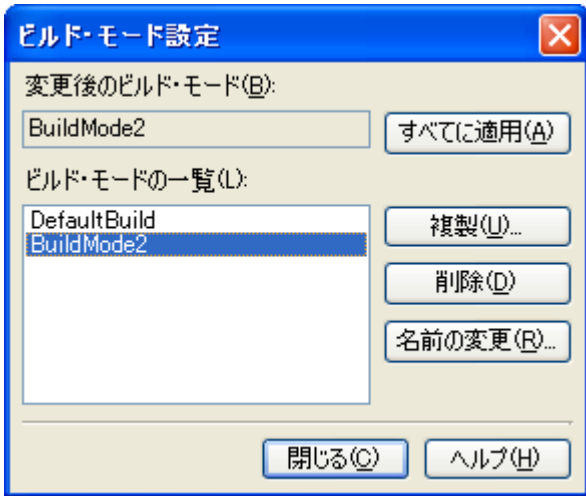 ビルド・モード設定
変更後のビルド・モード(B):
BuildMode2
すべてに適用(A)
ビルド・モードの一覧(L):
DefaultBuild
BuildMode2
複製(U)...
削除(D)
名前の変更(R)...
閉じる(C)
ヘルプ(H)